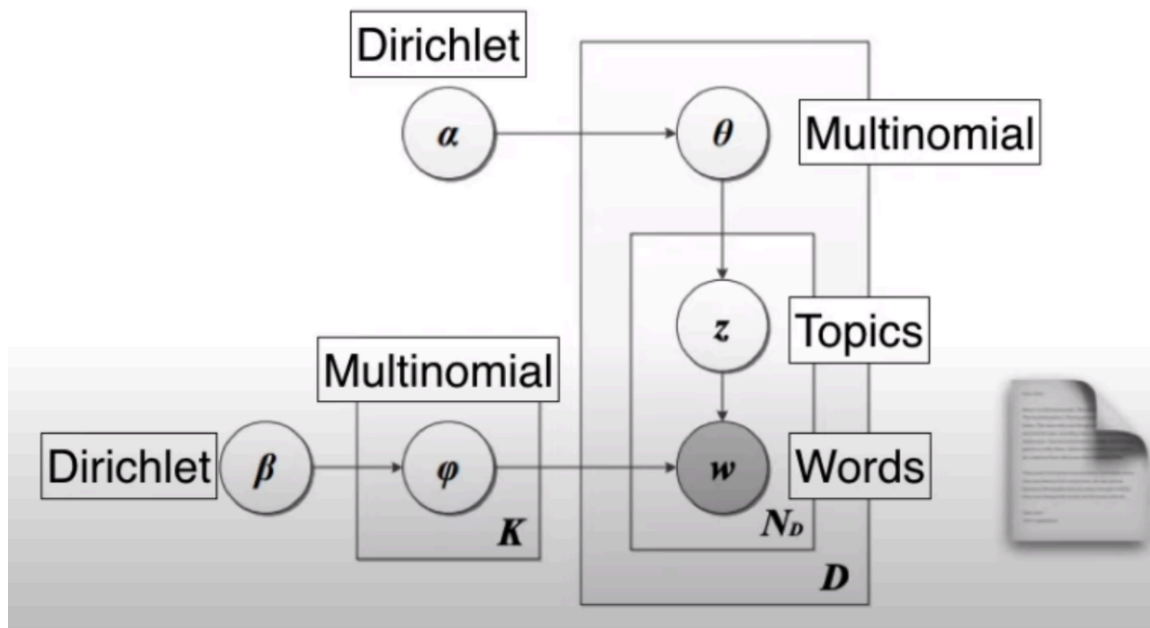 Dirichlet
α
θ
Multinomial
z
Topics
Multinomial
Dirichlet
β
φ
w
Words
K
N_D
D